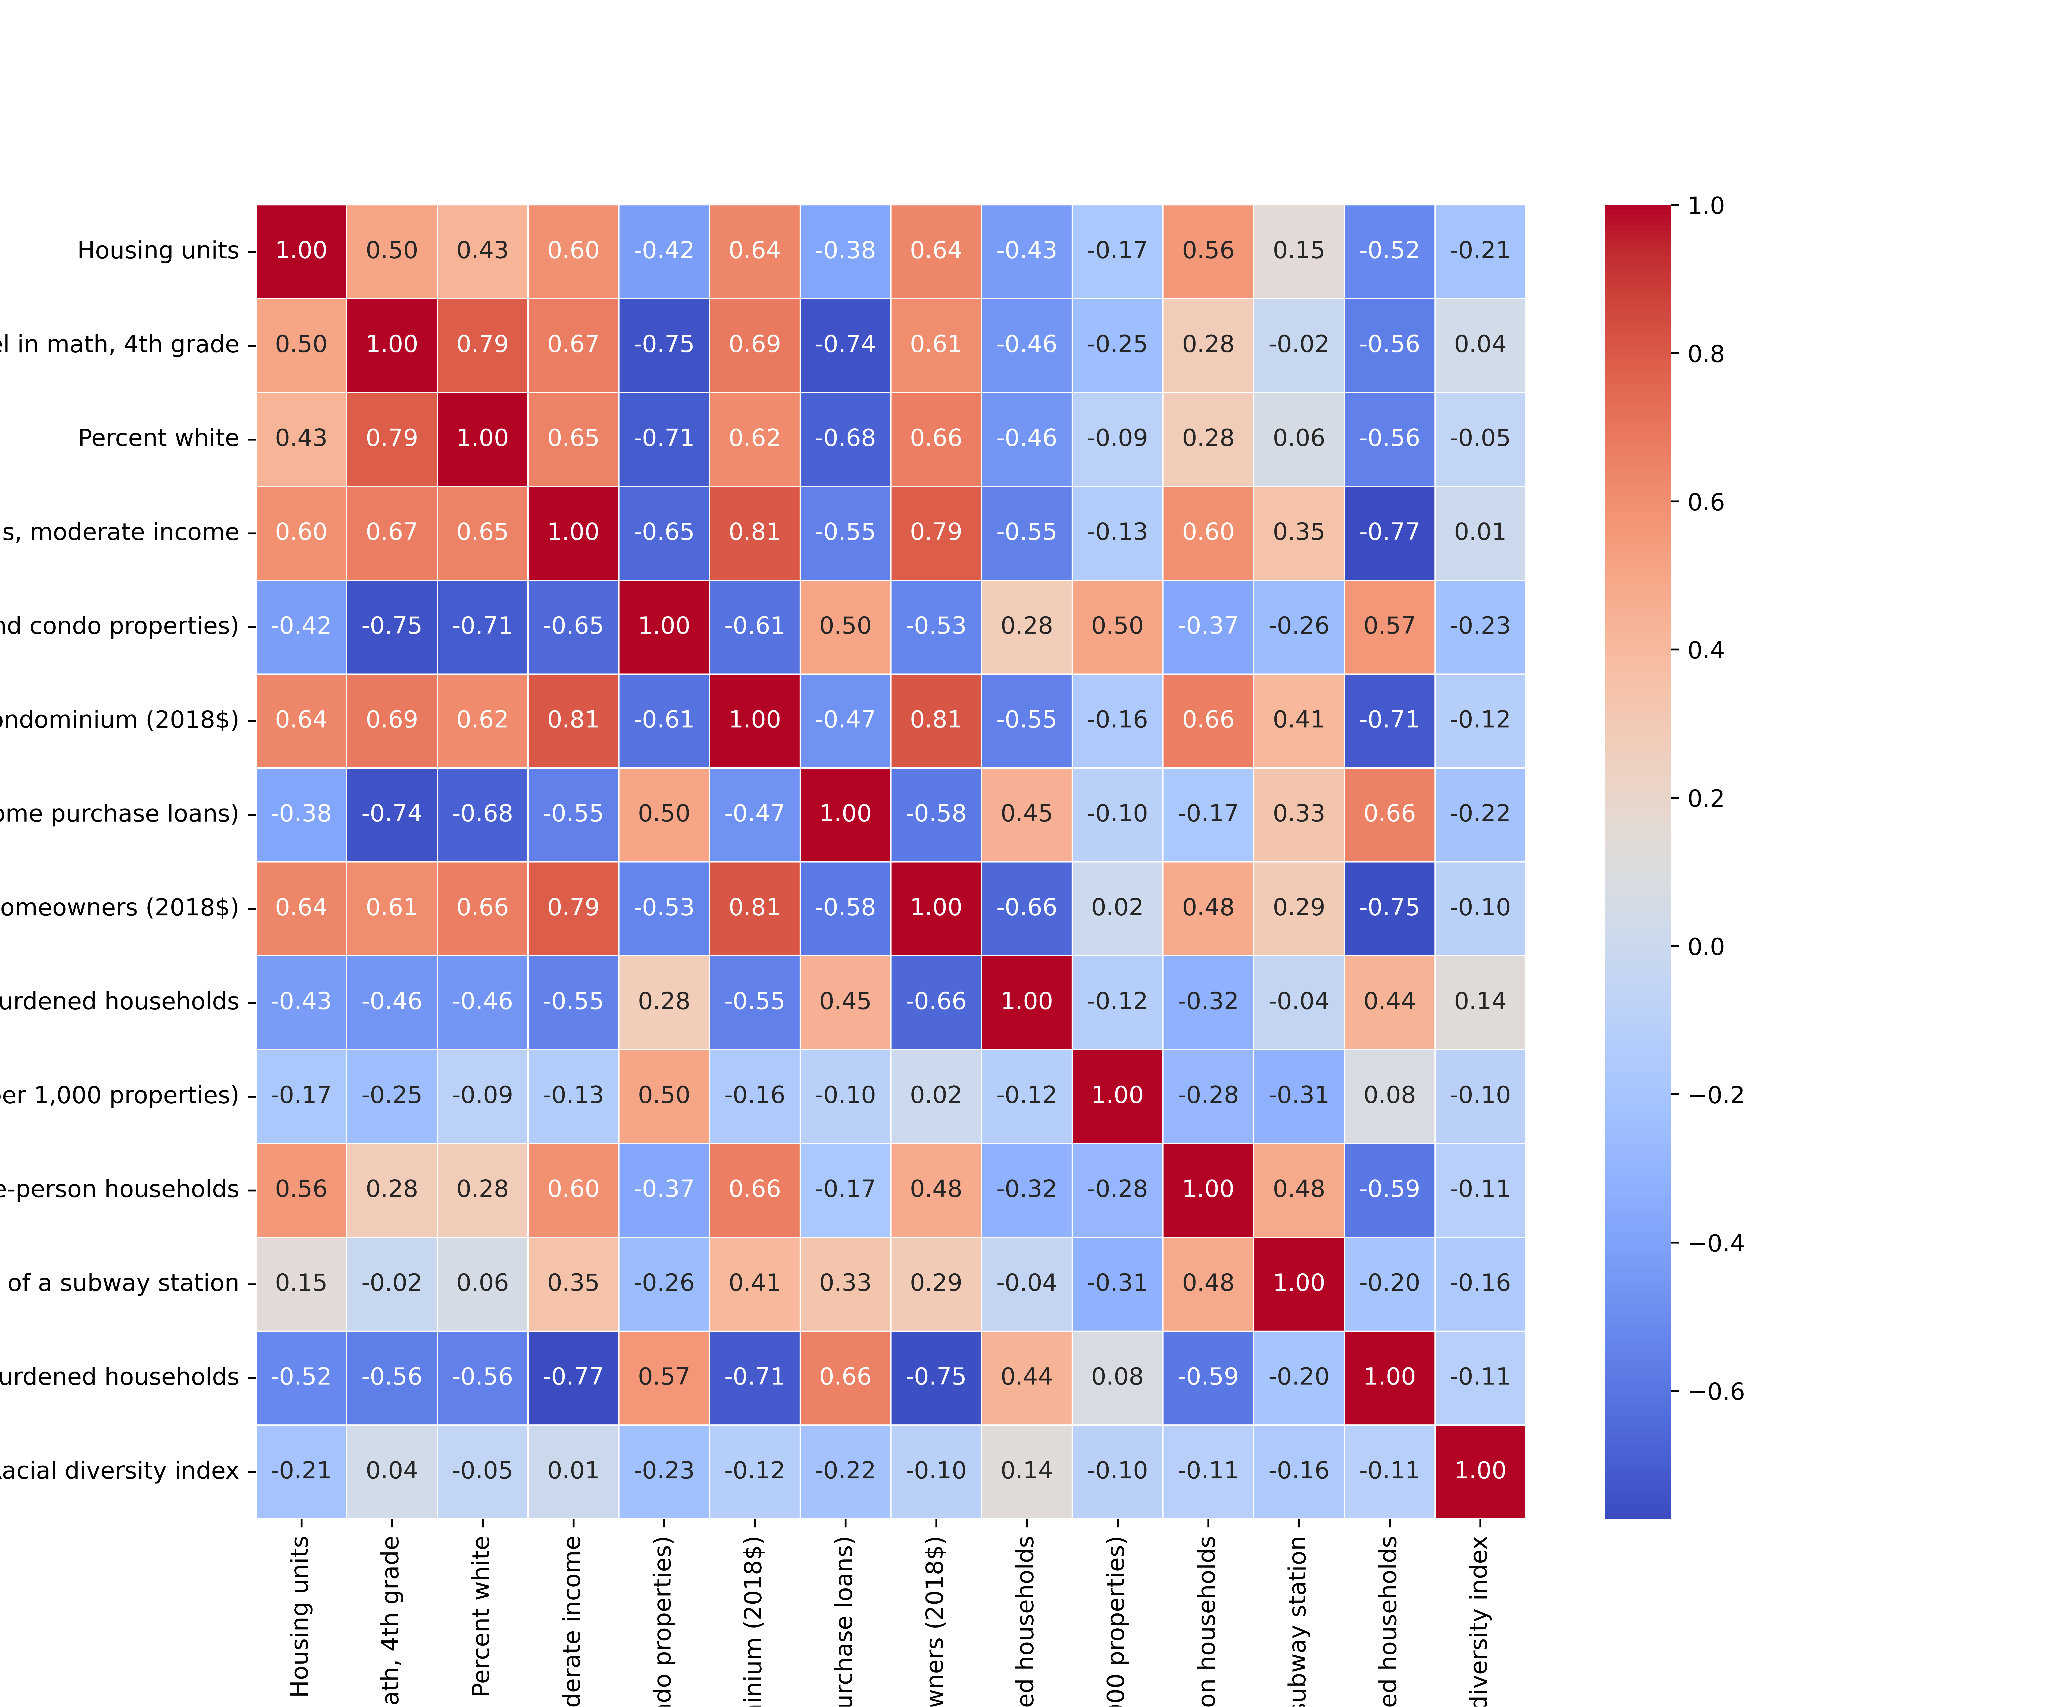 1.0
Housing units 1.00 0.50 0.43 0.60 -0.42 0.64 -0.38 0.64 -0.43 -0.17 0.56 0.15 -0.52 -0.21
in math, 4th grade 0.50 1.00 0.79 0.67 -0.75 0.69 -0.74 0.61 -0.46 -0.25 0.28 -0.02 -0.56 0.04
0.8
Percent white 0.43 0.79 1.00 0.65 -0.71 0.62 -0.68 0.66 -0.46 -0.09 0.28 0.06 -0.56 -0.05
0.6
s, moderate income 0.60 0.67 0.65 1.00 -0.65 0.81 -0.55 0.79 -0.55 -0.13 0.60 0.35 -0.77 0.01
nd condo properties) -0.42 -0.75 -0.71 -0.65 1.00 -0.61 0.50 -0.53 0.28 0.50 -0.37 -0.26 0.57 -0.23
0.4
ondominium (2018$) 0.64 0.69 0.62 0.81 -0.61 1.00 -0.47 0.81 -0.55 -0.16 0.66 0.41 -0.71 -0.12
0.2
ome purchase loans) -0.38 -0.74 -0.68 -0.55 0.50 -0.47 1.00 -0.58 0.45 -0.10 -0.17 0.33 0.66 -0.22
omeowners (2018$) 0.64 0.61 0.66 0.79 -0.53 0.81 -0.58 1.00 -0.66 0.02 0.48 0.29 -0.75 -0.10
0.0
urdened households -0.43 -0.46 -0.46 -0.55 0.28 -0.55 0.45 -0.66 1.00 -0.12 -0.32 -0.04 0.44 0.14
er 1,000 properties) -0.17 -0.25 -0.09 -0.13 0.50 -0.16 -0.10 0.02 -0.12 1.00 -0.28 -0.31 0.08 -0.10
−0.2
e-person households 0.56 0.28 0.28 0.60 -0.37 0.66 -0.17 0.48 -0.32 -0.28 1.00 0.48 -0.59 -0.11
−0.4
of a subway station 0.15 -0.02 0.06 0.35 -0.26 0.41 0.33 0.29 -0.04 -0.31 0.48 1.00 -0.20 -0.16
urdened households -0.52 -0.56 -0.56 -0.77 0.57 -0.71 0.66 -0.75 0.44 0.08 -0.59 -0.20 1.00 -0.11
−0.6
acial diversity index -0.21 0.04 -0.05 0.01 -0.23 -0.12 -0.22 -0.10 0.14 -0.10 -0.11 -0.16 -0.11 1.00
Housing units
ath, 4th grade
Percent white
derate income
ndo properties)
inium (2018$)
urchase loans)
wners (2018$)
ed households
000 properties)
on households
subway station
ed households
diversity index